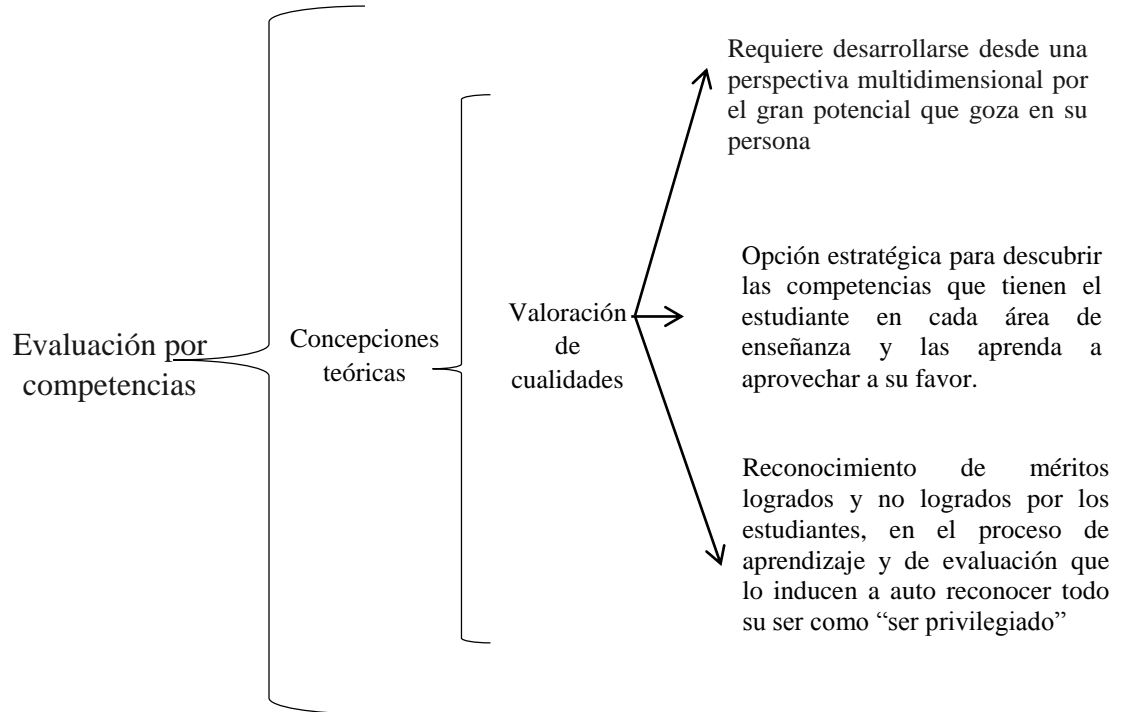 Evaluación por
competencias
Concepciones
teóricas
Valoración
de
cualidades
Requiere desarrollarse desde una
perspectiva multidimensional por
el gran potencial que goza en su
persona
Opción estratégica para descubrir
las competencias que tienen el
estudiante en cada área de
enseñanza y las aprenda a
aprovechar a su favor.
Reconocimiento de méritos
logrados y no logrados por los
estudiantes, en el proceso de
aprendizaje y de evaluación que
lo inducen a auto reconocer todo
su ser como “ser privilegiado”